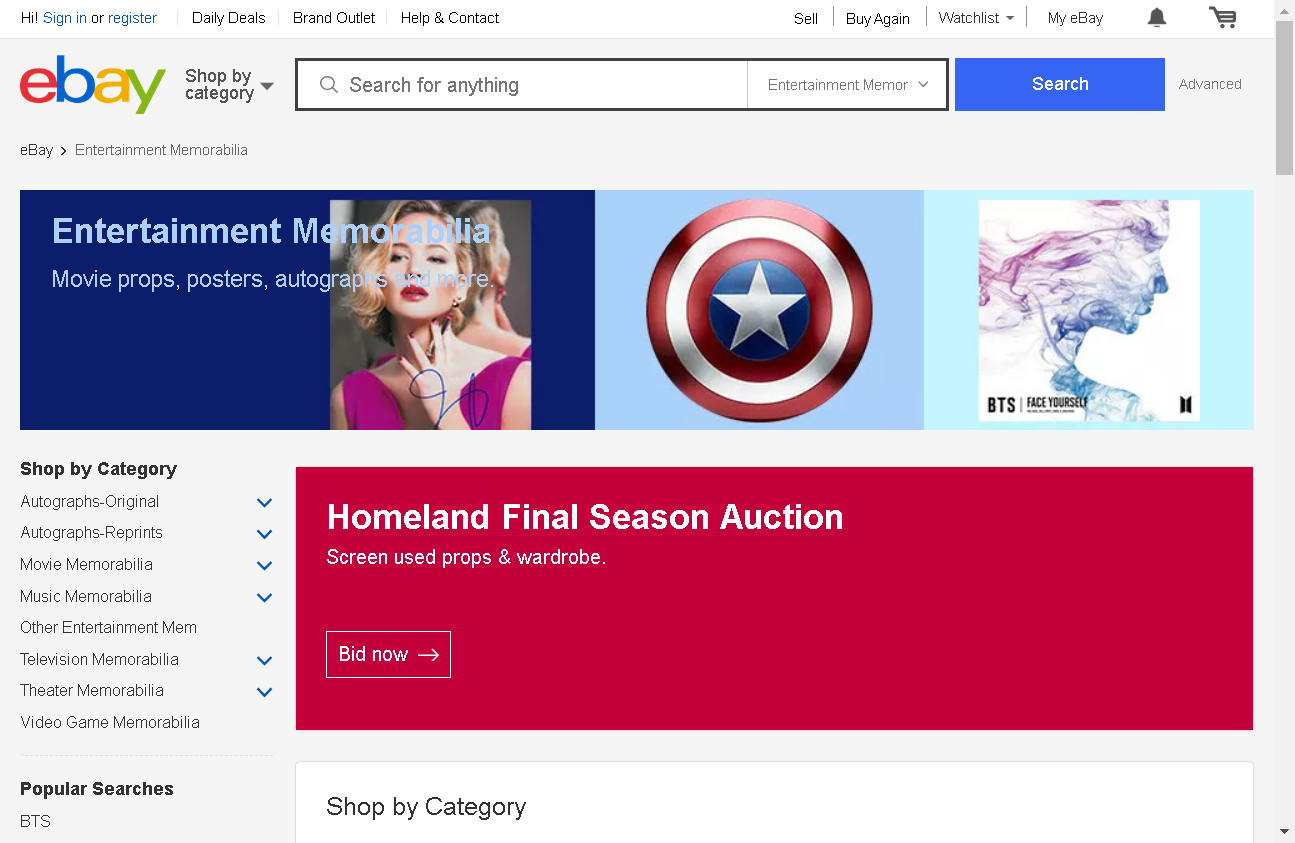 Hi! Sign in or register
Daily Deals
Brand Outlet
Help & Contact
Sell
Buy Again
Watchlist
My eBay
ebay
Shop by
category
Search for anything
Entertainment Memor
Search
Advanced
eBay
Entertainment Memorabilia
Entertainment Memorabilia
Movie props, posters, autographs and more.
BTS | FACE YOURSELF
Shop by Category
Autographs-Original
Autographs-Reprints
Movie Memorabilia
Music Memorabilia
Other Entertainment Mem
Television Memorabilia
Theater Memorabilia
Video Game Memorabilia
Popular Searches
BTS
Homeland Final Season Auction
Screen used props & wardrobe.
Bid now
Shop by Category